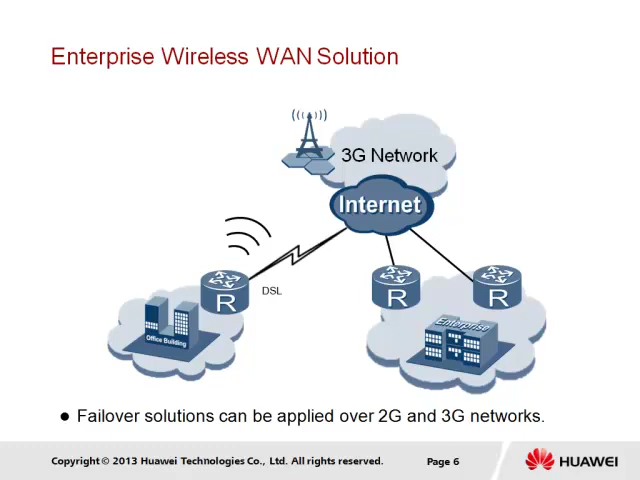 Enterprise Wireless WAN Solution
3G Network
Internet
R
DSL
R
R
Office Building
Enterprise
● Failover solutions can be applied over 2G and 3G networks.
Copyright © 2013 Huawei Technologies Co., Ltd. All rights reserved.
Page 6
HUAWEI